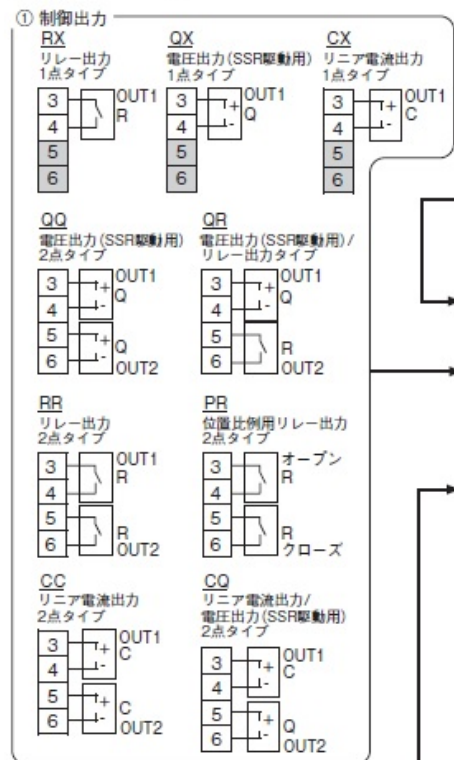 ① 制御出力
RX
リレー出力
1点タイプ
3
OUT1
4
R
5
6
QX
電圧出力(SSR駆動用)
1点タイプ
3
+
OUT1
4
-
Q
5
6
CX
リニア電流出力
1点タイプ
3
+
OUT1
4
-
C
5
6
QQ
電圧出力(SSR駆動用)
2点タイプ
3
+
OUT1
4
-
Q
5
+
Q
6
-
OUT2
QR
電圧出力(SSR駆動用)/
リレー出力タイプ
3
+
OUT1
4
-
Q
5
R
6
OUT2
RR
リレー出力
2点タイプ
3
OUT1
4
R
5
R
6
OUT2
PR
位置比例用リレー出力
2点タイプ
3
オープン
4
R
5
R
6
クローズ
CC
リニア電流出力
2点タイプ
3
+
OUT1
4
-
C
5
+
C
6
-
OUT2
CQ
リニア電流出力/
電圧出力(SSR駆動用)
2点タイプ
3
+
OUT1
4
-
C
5
+
Q
6
-
OUT2